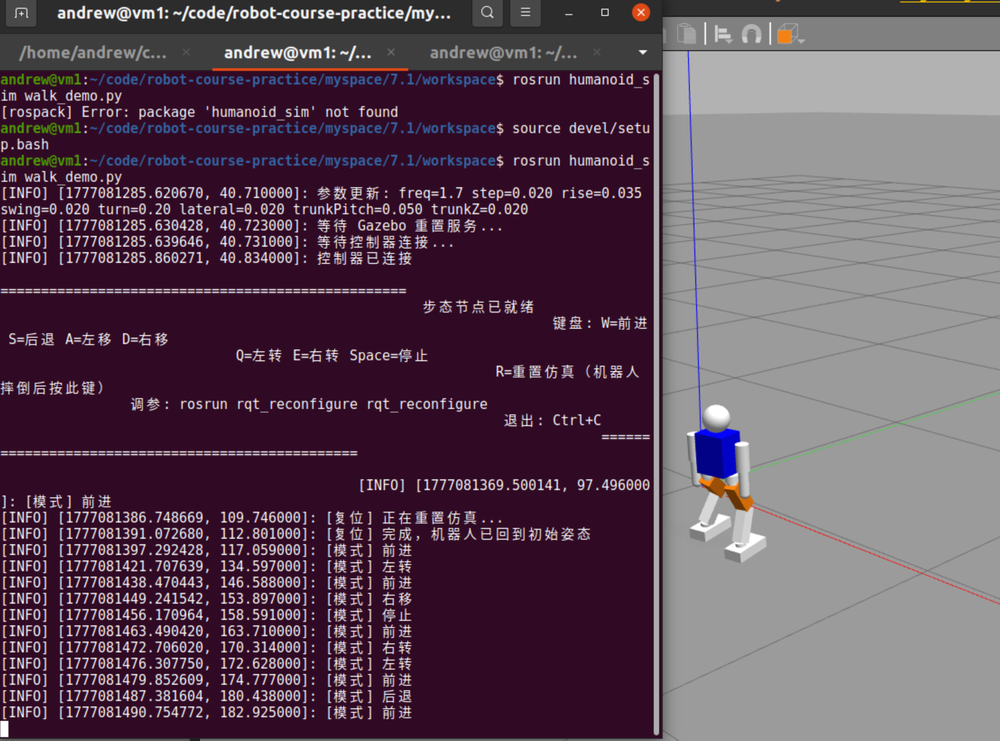 andrew@vm1: ~/code/robot-course-practice/my...
/home/andrew/c...
andrew@vm1: ~/...
andrew@vm1: ~/...
andrew@vm1:~/code/robot-course-practice/myspace/7.1/workspace$ rosrun humanoid_s
im walk_demo.py
[rospack] Error: package 'humanoid_sim' not found
andrew@vm1:~/code/robot-course-practice/myspace/7.1/workspace$ source devel/setu
p.bash
andrew@vm1:~/code/robot-course-practice/myspace/7.1/workspace$ rosrun humanoid_s
im walk_demo.py
[INFO] [1777081285.620670, 40.710000]: 参数更新: freq=1.7 step=0.020 rise=0.035
swing=0.020 turn=0.20 lateral=0.020 trunkPitch=0.050 trunkZ=0.020
[INFO] [1777081285.630428, 40.723000]: 等待 Gazebo 重置服务...
[INFO] [1777081285.639646, 40.731000]: 等待控制器连接...
[INFO] [1777081285.860271, 40.834000]: 控制器已连接
==================================================
步态节点已就绪
键盘: W=前进
S=后退 A=左移 D=右移
Q=左转 E=右转 Space=停止
R=重置仿真（机器人
摔倒后按此键）
调参: rosrun rqt_reconfigure rqt_reconfigure
退出: Ctrl+C
======
============================================
[INFO] [1777081369.500141, 97.496000
]: [模式] 前进
[INFO] [1777081386.748669, 109.746000]: [复位] 正在重置仿真...
[INFO] [1777081391.072680, 112.801000]: [复位] 完成，机器人已回到初始姿态
[INFO] [1777081397.292428, 117.059000]: [模式] 前进
[INFO] [1777081421.707639, 134.597000]: [模式] 左转
[INFO] [1777081438.470443, 146.588000]: [模式] 前进
[INFO] [1777081449.241542, 153.897000]: [模式] 右移
[INFO] [1777081456.170964, 158.591000]: [模式] 停止
[INFO] [1777081463.490420, 163.710000]: [模式] 前进
[INFO] [1777081472.706020, 170.314000]: [模式] 右转
[INFO] [1777081476.307750, 172.628000]: [模式] 左转
[INFO] [1777081479.852609, 174.777000]: [模式] 前进
[INFO] [1777081487.381604, 180.438000]: [模式] 后退
[INFO] [1777081490.754772, 182.925000]: [模式] 前进